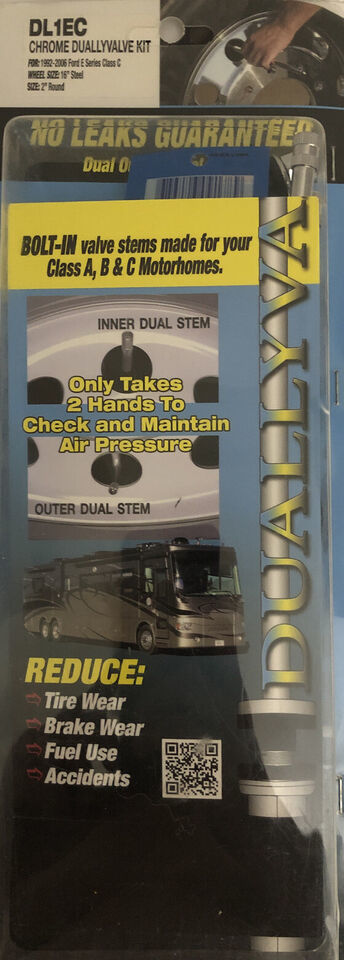 DL1EC
CHROME DUALLYVALVE KIT
FOR: 1992-2006 Ford E Series Class C
WHEEL SIZE: 16" Steel
SIZE: 2" Round
NO LEAKS GUARANTEED
Dual
BOLT-IN valve stems made for your
Class A, B & C Motorhomes.
INNER DUAL STEM
Only Takes
2 Hands To
Check and Maintain
Air Pressure
OUTER DUAL STEM
DUALLYVA
REDUCE:
Tire Wear
Brake Wear
Fuel Use
Accidents